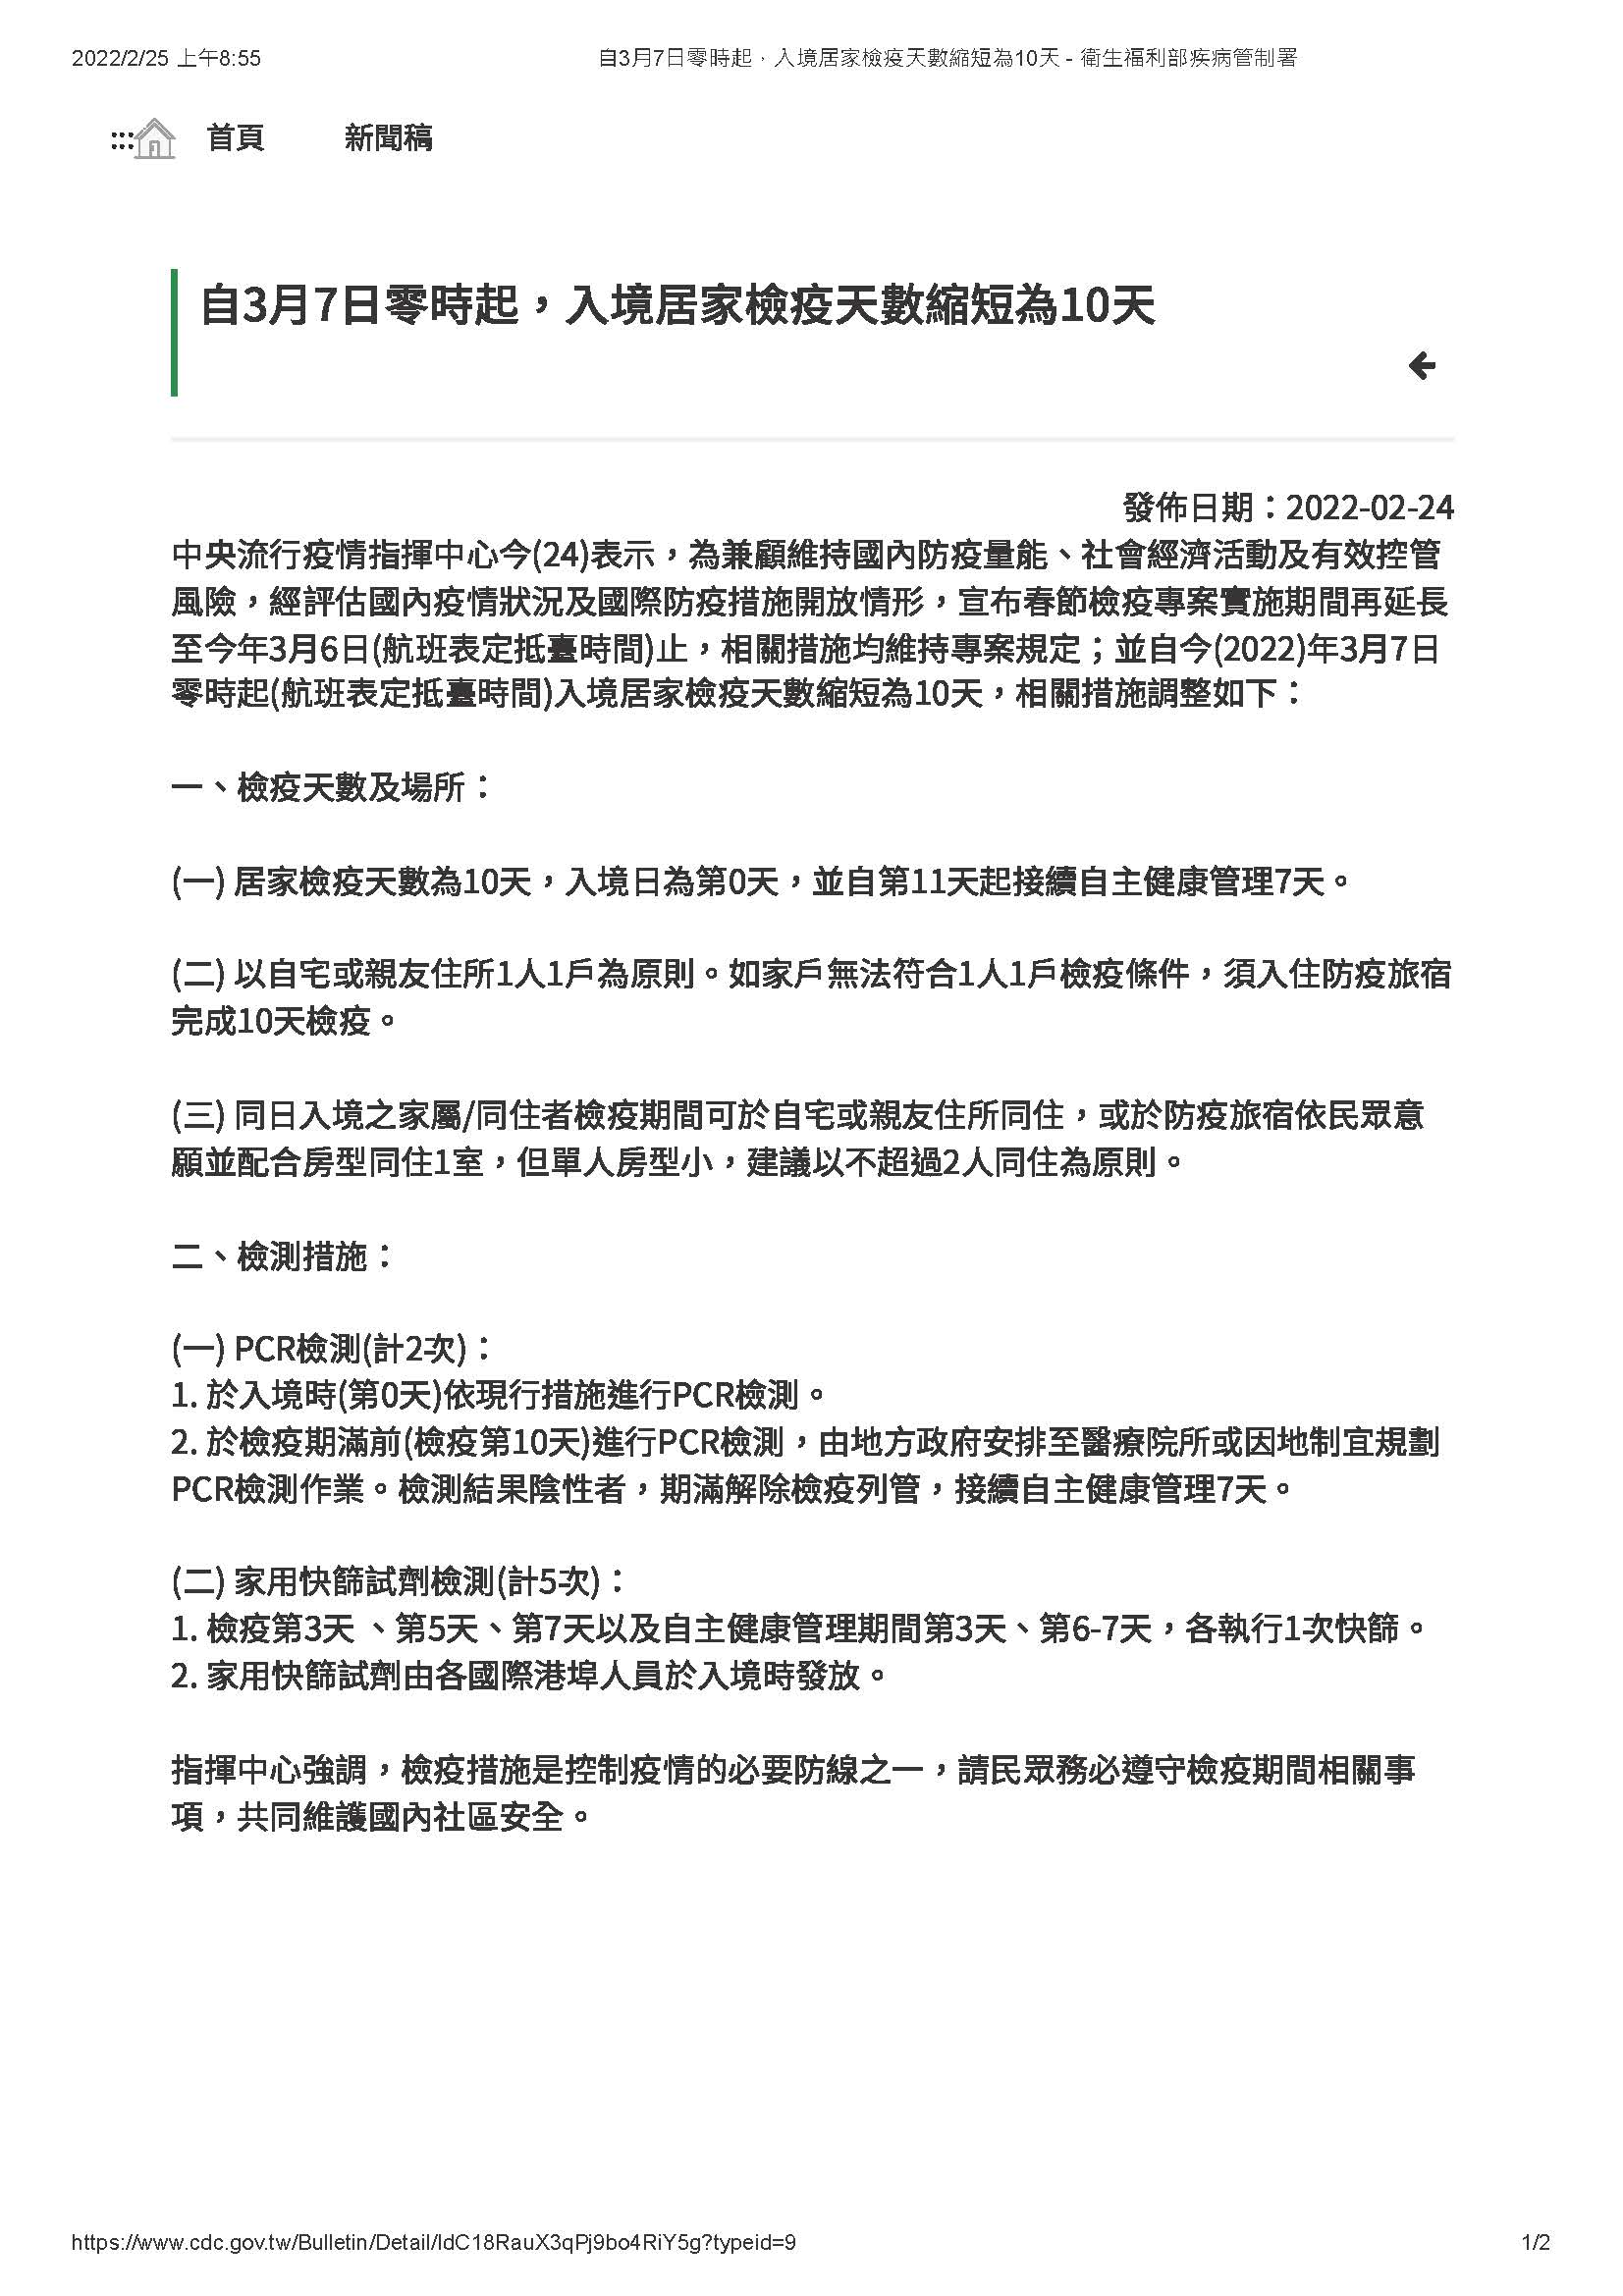 2022/2/25 上午8:55
自3月7日零時起，入境居家檢疫天數縮短為10天 - 衛生福利部疾病管制署
:::
首頁
新聞稿
自3月7日零時起，入境居家檢疫天數縮短為10天
發佈日期：2022-02-24
中央流行疫情指揮中心今(24)表示，為兼顧維持國內防疫量能、社會經濟活動及有效控管
風險，經評估國內疫情狀況及國際防疫措施開放情形，宣布春節檢疫專案實施期間再延長
至今年3月6日(航班表定抵臺時間)止，相關措施均維持專案規定；並自今(2022)年3月7日
零時起(航班表定抵臺時間)入境居家檢疫天數縮短為10天，相關措施調整如下：
一、檢疫天數及場所：
(一) 居家檢疫天數為10天，入境日為第0天，並自第11天起接續自主健康管理7天。
(二) 以自宅或親友住所1人1戶為原則。如家戶無法符合1人1戶檢疫條件，須入住防疫旅宿
完成10天檢疫。
(三) 同日入境之家屬/同住者檢疫期間可於自宅或親友住所同住，或於防疫旅宿依民眾意
願並配合房型同住1室，但單人房型小，建議以不超過2人同住為原則。
二、檢測措施：
(一) PCR檢測(計2次)：
1. 於入境時(第0天)依現行措施進行PCR檢測。
2. 於檢疫期滿前(檢疫第10天)進行PCR檢測，由地方政府安排至醫療院所或因地制宜規劃
PCR檢測作業。檢測結果陰性者，期滿解除檢疫列管，接續自主健康管理7天。
(二) 家用快篩試劑檢測(計5次)：
1. 檢疫第3天 、第5天、第7天以及自主健康管理期間第3天、第6-7天，各執行1次快篩。
2. 家用快篩試劑由各國際港埠人員於入境時發放。
指揮中心強調，檢疫措施是控制疫情的必要防線之一，請民眾務必遵守檢疫期間相關事
項，共同維護國內社區安全。
https://www.cdc.gov.tw/Bulletin/Detail/IdC18RauX3qPj9bo4RiY5g?typeid=9
1/2